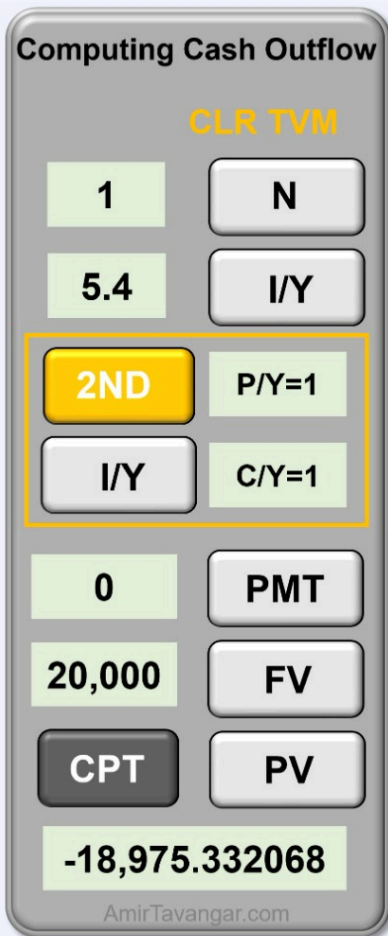 Computing Cash Outflow
CLR TVM
1 N
5.4 I/Y
2ND P/Y=1
I/Y C/Y=1
0 PMT
20,000 FV
CPT PV
-18,975.332068
AmirTavangar.com